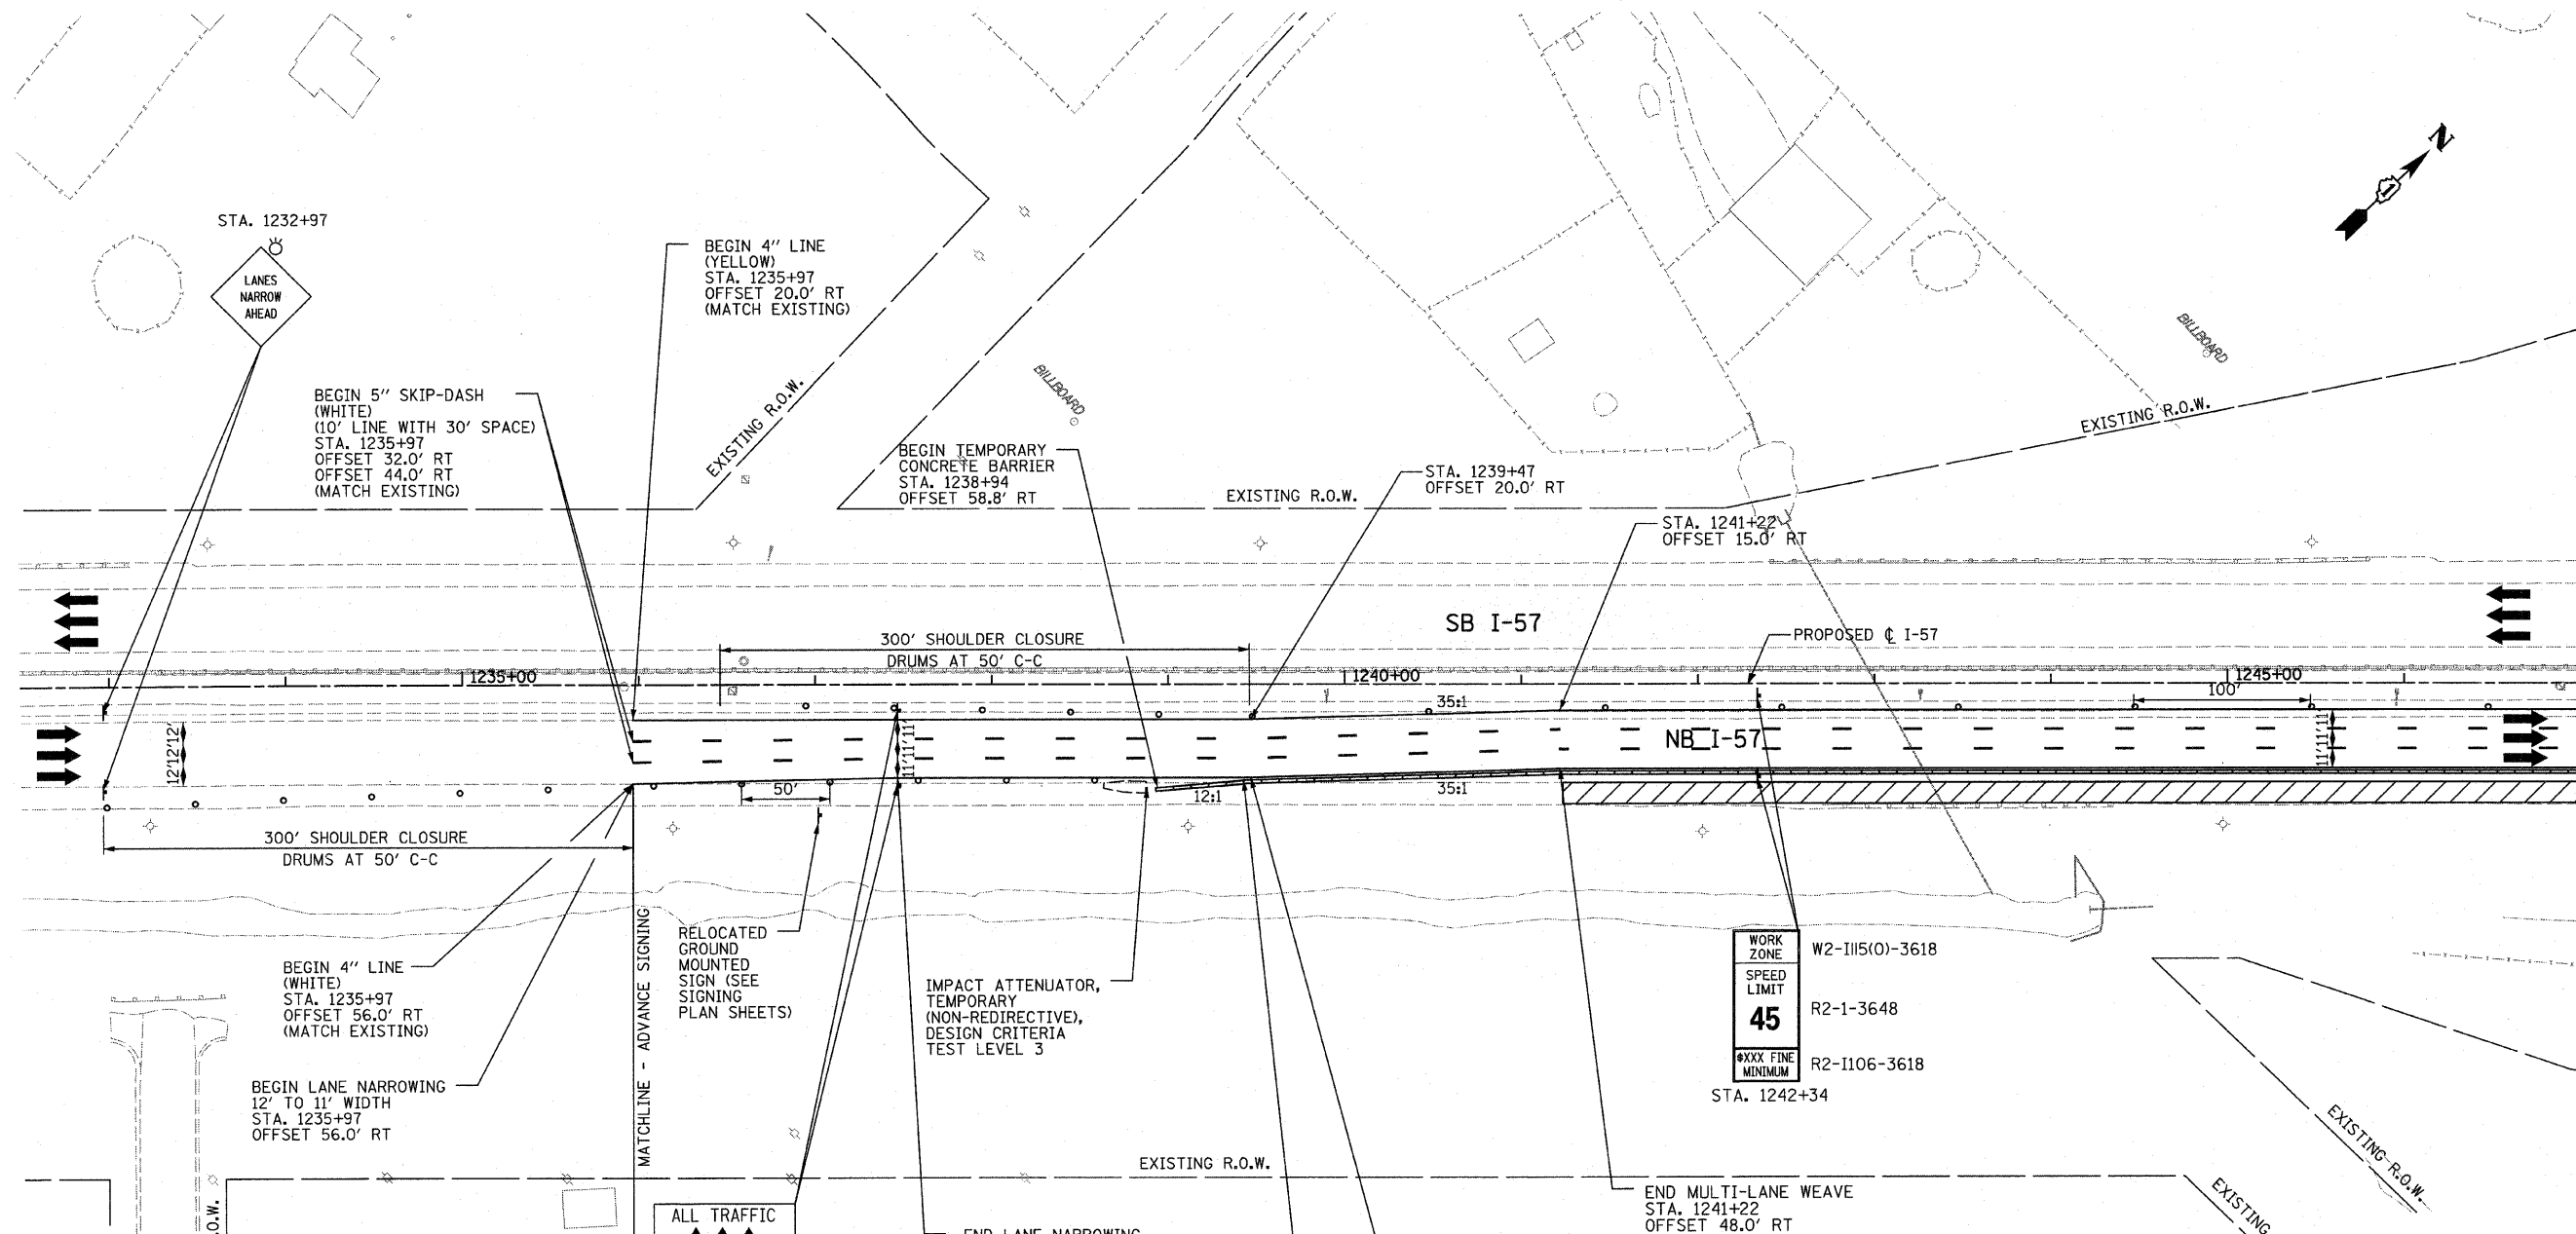 N
1
STA. 1232+97
LANES
NARROW
AHEAD
BEGIN 4" LINE
(YELLOW)
STA. 1235+97
OFFSET 20.0' RT
(MATCH EXISTING)
BEGIN 5" SKIP-DASH
(WHITE)
(10' LINE WITH 30' SPACE)
STA. 1235+97
OFFSET 32.0' RT
OFFSET 44.0' RT
(MATCH EXISTING)
EXISTING R.O.W.
BILLBOARD
BILLBOARD
EXISTING R.O.W.
BEGIN TEMPORARY
CONCRETE BARRIER
STA. 1238+94
OFFSET 58.8' RT
EXISTING R.O.W.
STA. 1239+47
OFFSET 20.0' RT
STA. 1241+22
OFFSET 15.0' RT
SB I-57
PROPOSED ℄ I-57
300' SHOULDER CLOSURE
DRUMS AT 50' C-C
1235+00
1240+00
1245+00
100'
35:1
12'12'12'
11'11'11'
NB I-57
11'11'11'
50'
12:1
35:1
300' SHOULDER CLOSURE
DRUMS AT 50' C-C
MATCHLINE - ADVANCE SIGNING
RELOCATED
GROUND
MOUNTED
SIGN (SEE
SIGNING
PLAN SHEETS)
BEGIN 4" LINE
(WHITE)
STA. 1235+97
OFFSET 56.0' RT
(MATCH EXISTING)
IMPACT ATTENUATOR,
TEMPORARY
(NON-REDIRECTIVE),
DESIGN CRITERIA
TEST LEVEL 3
WORK
ZONE
W2-I115(O)-3618
SPEED
LIMIT
45
R2-1-3648
$XXX FINE
MINIMUM
R2-I106-3618
STA. 1242+34
BEGIN LANE NARROWING
12' TO 11' WIDTH
STA. 1235+97
OFFSET 56.0' RT
EXISTING R.O.W.
EXISTING R.O.W.
EXISTING
R.O.W.
END MULTI-LANE WEAVE
STA. 1241+22
OFFSET 48.0' RT
ALL TRAFFIC
END LANE NARROWING